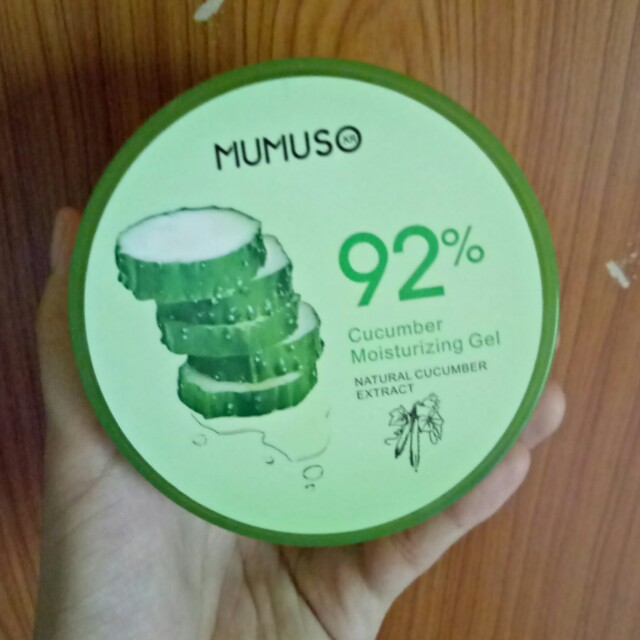 MUMUSO
92%
Cucumber
Moisturizing Gel
NATURAL CUCUMBER
EXTRACT